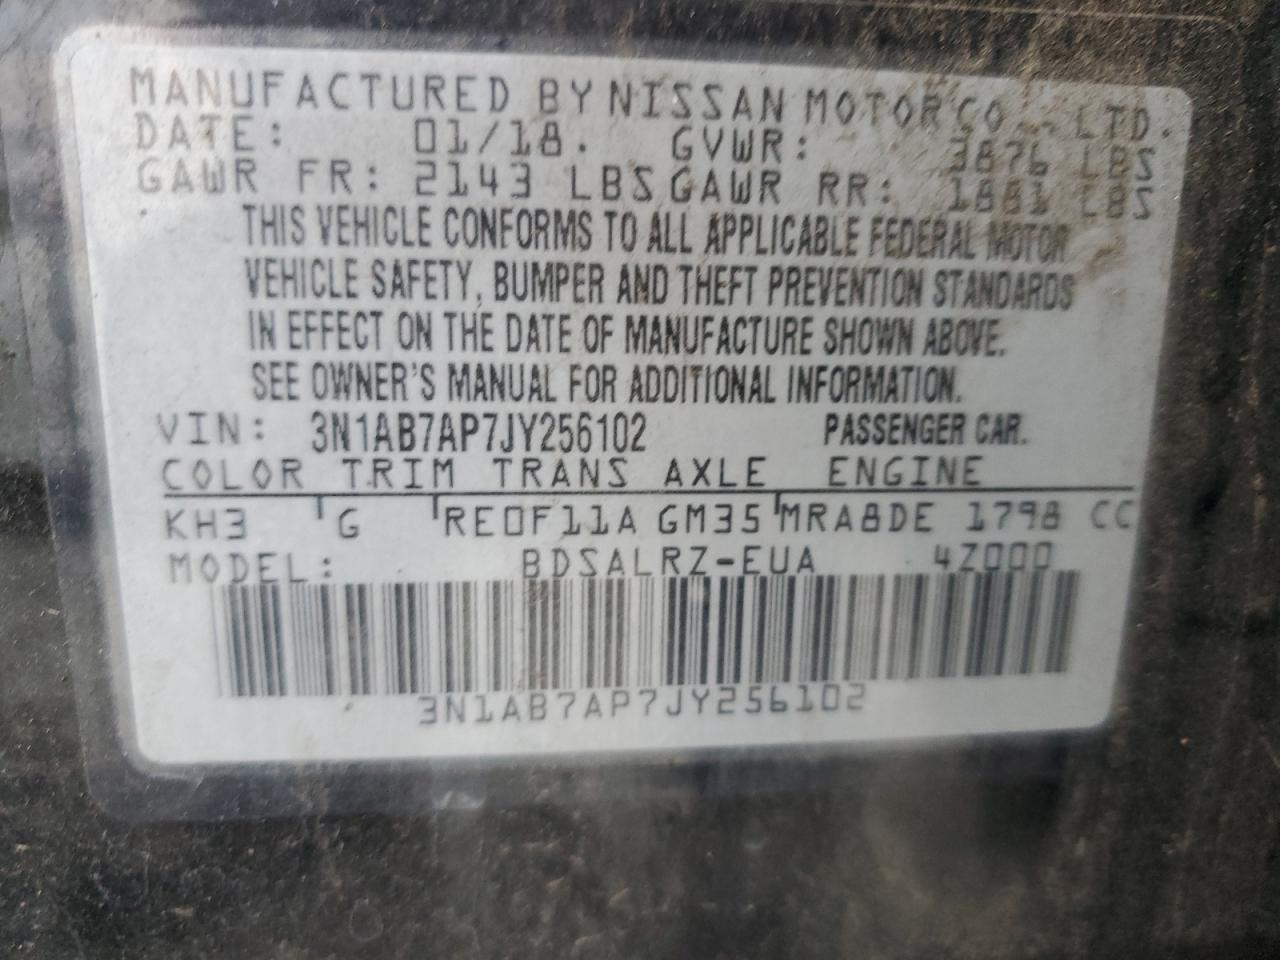 MANUFACTURED BY NISSAN MOTOR CO., LTD.
DATE: 01/18. GVWR: 3876 LBS
GAWR FR: 2143 LBS GAWR RR: 1881 LBS
THIS VEHICLE CONFORMS TO ALL APPLICABLE FEDERAL MOTOR
VEHICLE SAFETY, BUMPER AND THEFT PREVENTION STANDARDS
IN EFFECT ON THE DATE OF MANUFACTURE SHOWN ABOVE.
SEE OWNER'S MANUAL FOR ADDITIONAL INFORMATION.
VIN: 3N1AB7AP7JY256102 PASSENGER CAR.
COLOR TRIM TRANS AXLE ENGINE
KH3 G RE0F11A GM35 MRA8DE 1798 CC
MODEL: BDSALRZ-EUA 4Z000
3N1AB7AP7JY256102